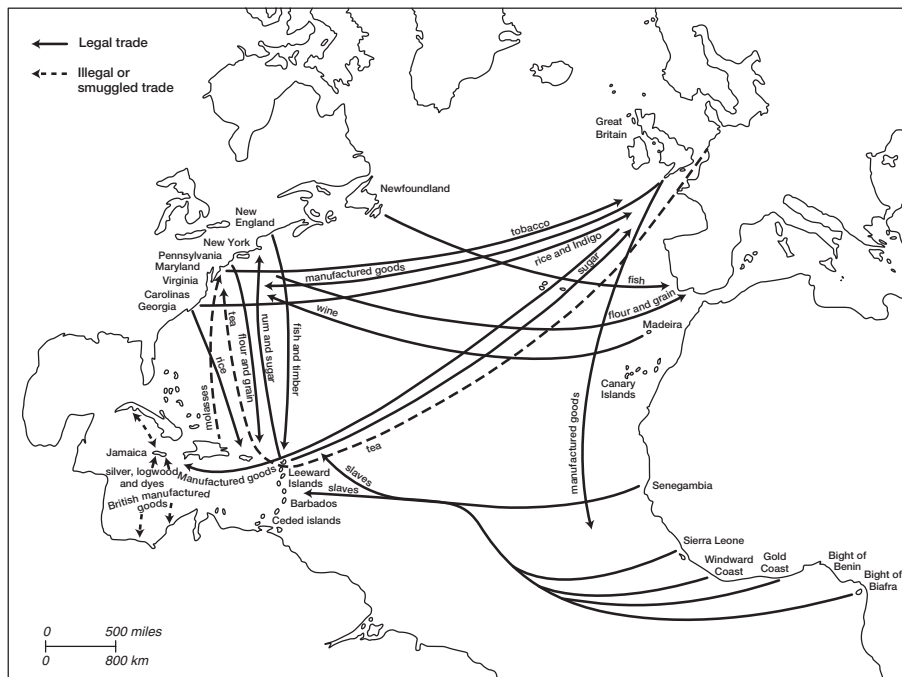 Legal trade
Illegal or
smuggled trade
Great
Britain
Newfoundland
New
England
New York
Pennsylvania
Maryland
Virginia
Carolinas
Georgia
tobacco
rice and Indigo
manufactured goods
sugar
fish
flour and grain
wine
Madeira
Canary
Islands
tea
flour and grain
rum and sugar
fish and timber
rice
molasses
manufactured goods
tea
Jamaica
silver, logwood
and dyes
British manufactured
goods
Manufactured goods
Leeward
Islands
slaves
slaves
Barbados
Ceded islands
Senegambia
Sierra Leone
Windward
Coast
Gold
Coast
Bight of
Benin
Bight of
Biafra
0 500 miles
0 800 km